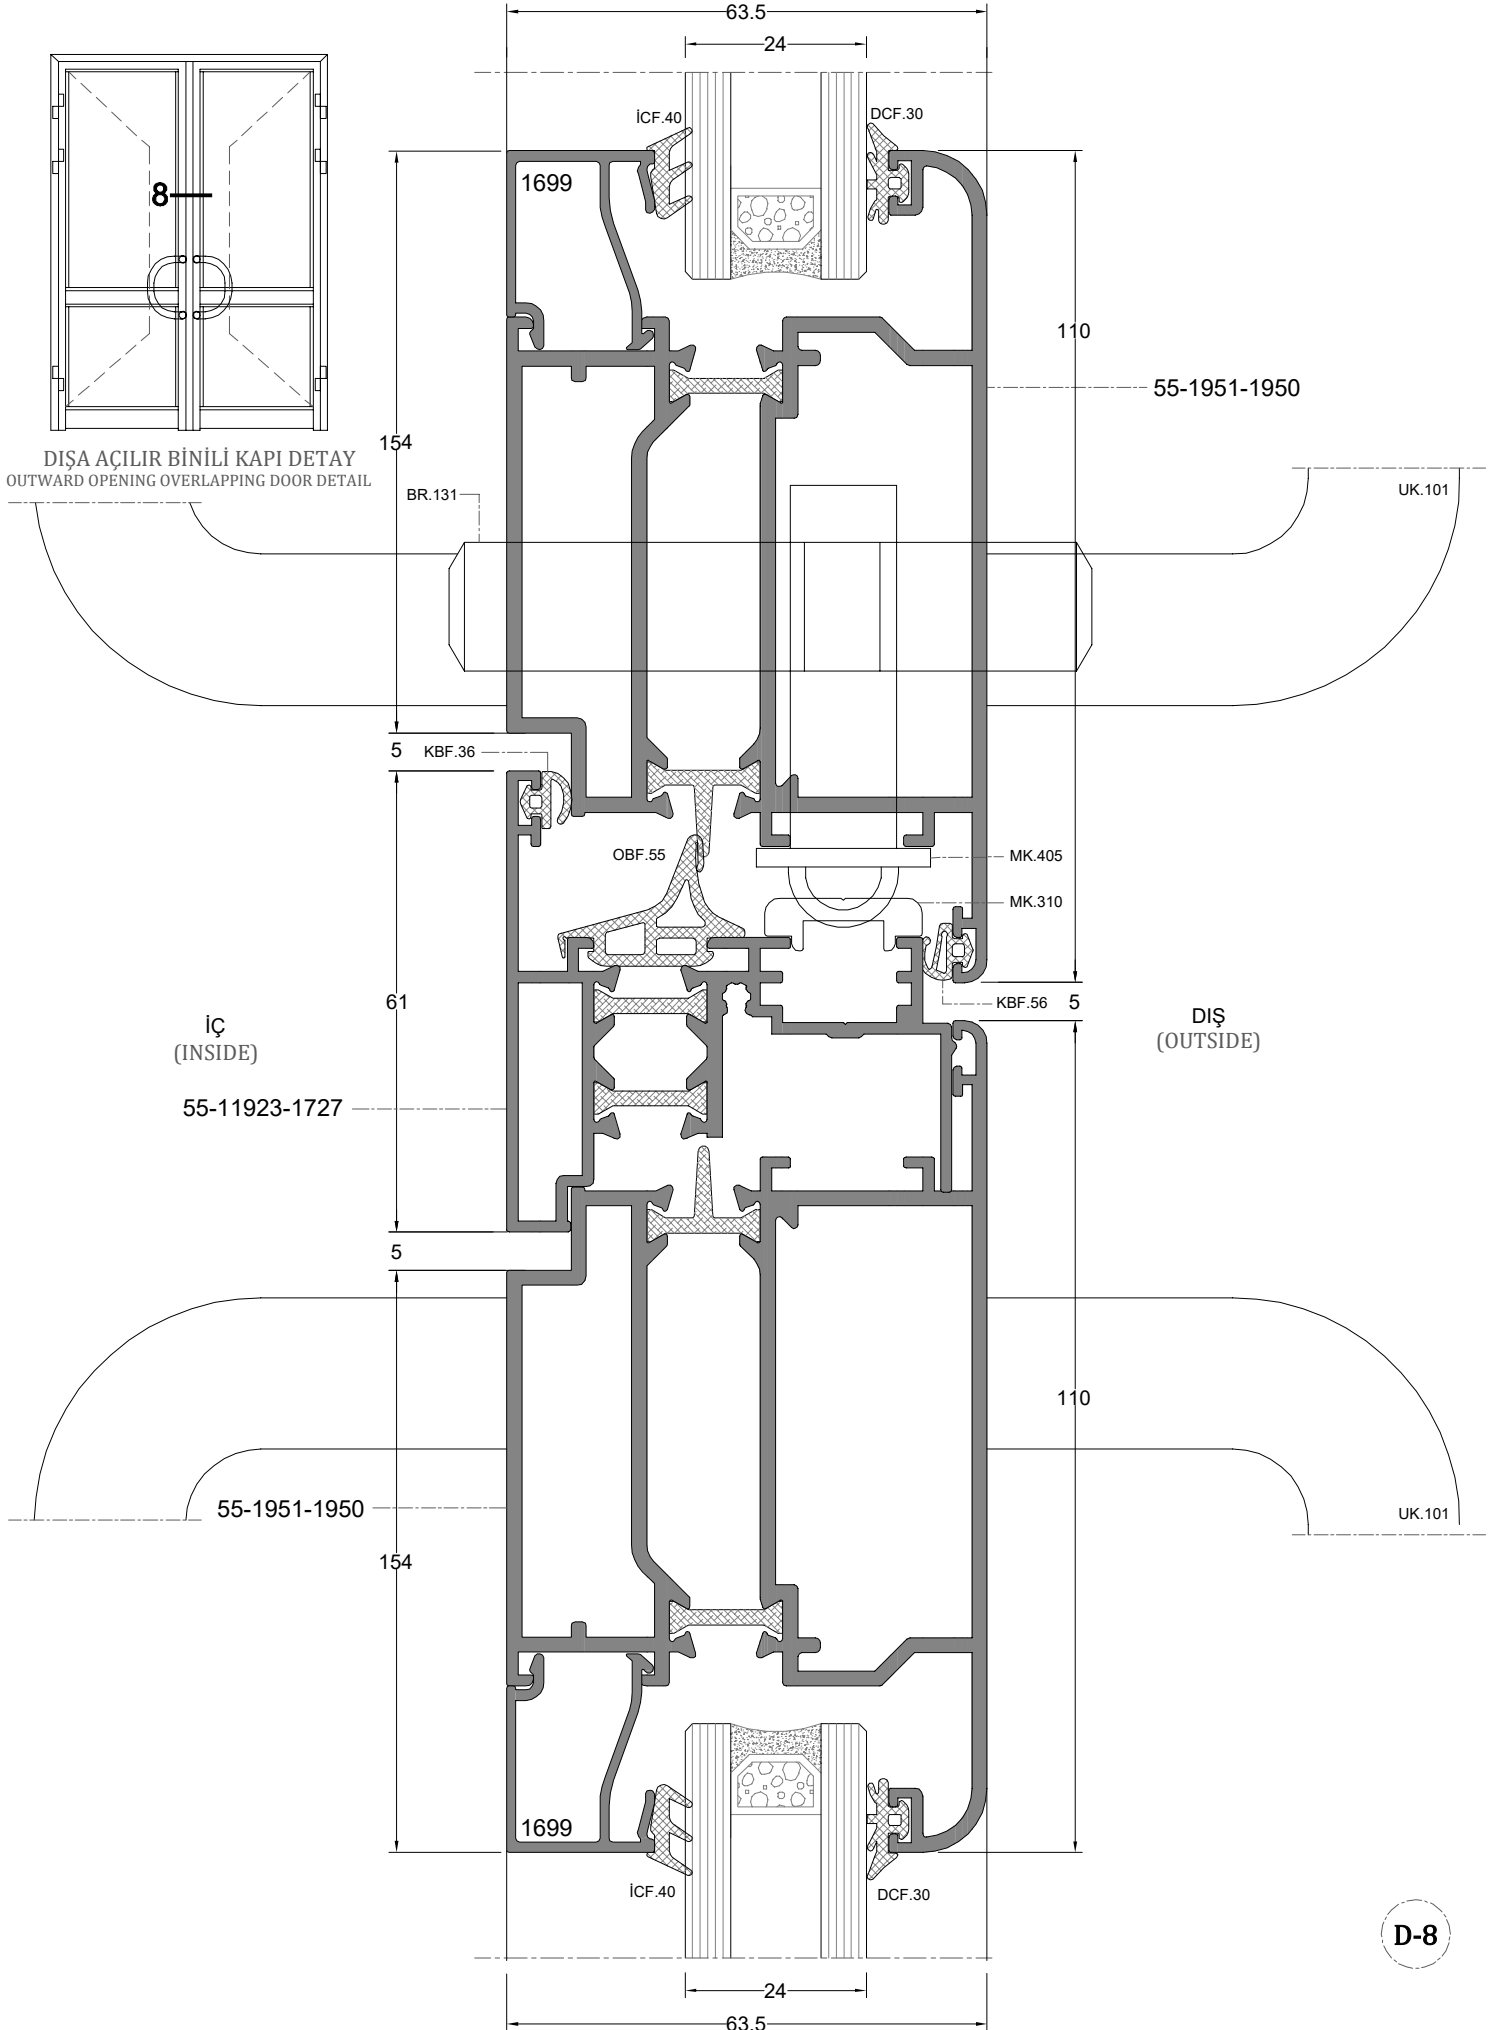 63.5
24
İCF.40
DCF.30
1699
8
110
55-1951-1950
154
DIŞA AÇILIR BİNİLİ KAPI DETAY
OUTWARD OPENING OVERLAPPING DOOR DETAIL
BR.131
UK.101
5
KBF.36
OBF.55
MK.405
MK.310
61
KBF.56
5
İÇ
(INSIDE)
DIŞ
(OUTSIDE)
55-11923-1727
5
110
55-1951-1950
UK.101
154
1699
İCF.40
DCF.30
D-8
24
63.5